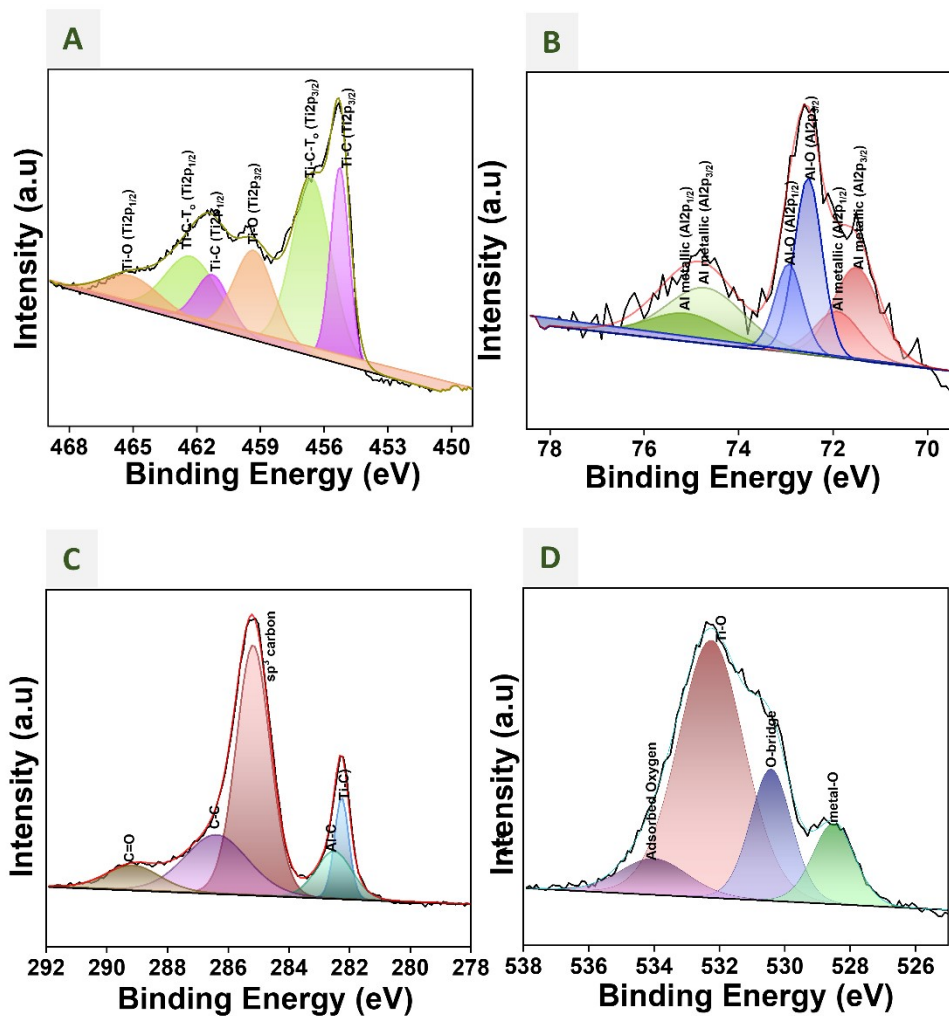 A
Intensity (a.u)
Ti-O (Ti2p1/2)
Ti-C-To (Ti2p1/2)
Ti-C (Ti2p1/2)
Ti-O (Ti2p3/2)
Ti-C-To (Ti2p3/2)
Ti-C (Ti2p3/2)
468 465 462 459 456 453 450
Binding Energy (eV)
B
Intensity (a.u)
Al metallic (Al2p1/2)
Al metallic (Al2p3/2)
Al-O (Al2p1/2)
Al-O (Al2p3/2)
Al metallic (Al2p1/2)
Al metallic (Al2p3/2)
78 76 74 72 70
Binding Energy (eV)
C
Intensity (a.u)
C=O
C-C
sp3 carbon
Al-C
Ti-C)
292 290 288 286 284 282 280 278
Binding Energy (eV)
D
Intensity (a.u)
Adsorbed Oxygen
Ti-O
O-bridge
metal-O
538 536 534 532 530 528 526
Binding Energy (eV)